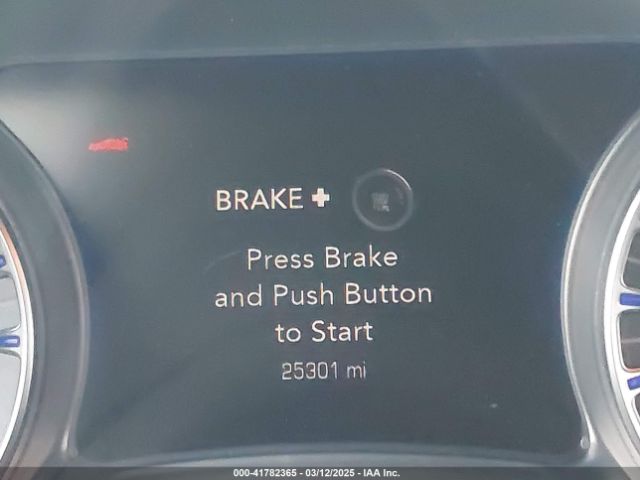 BRAKE +
Press Brake
and Push Button
to Start
25301 mi
000-41782365 - 03/12/2025 - IAA Inc.